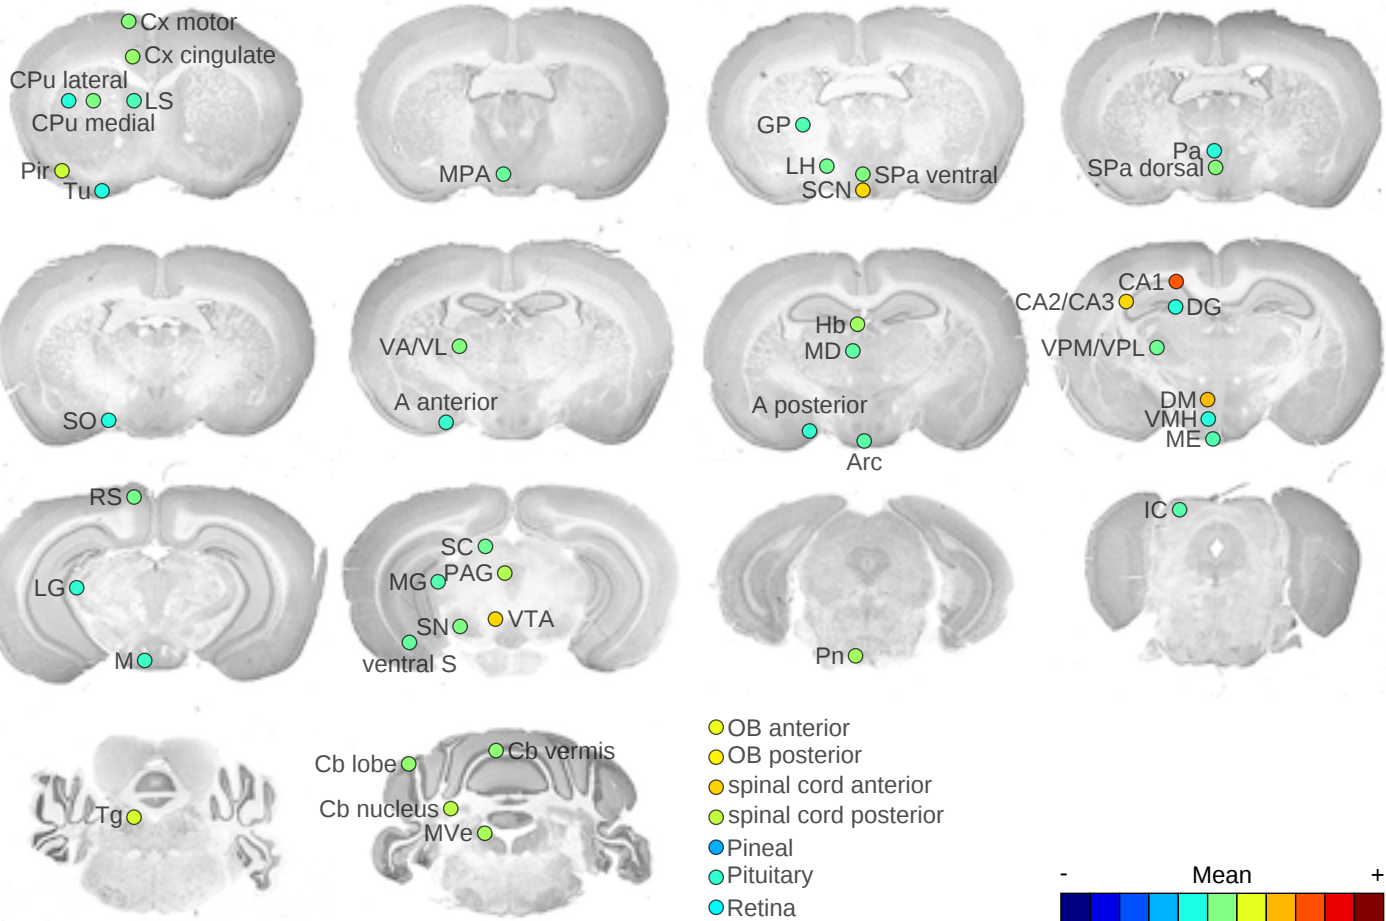 Cx motor
Cx cingulate
CPu lateral
LS
CPu medial
Pir
Tu
MPA
GP
LH
SPa ventral
SCN
Pa
SPa dorsal
SO
VA/VL
A anterior
Hb
MD
A posterior
Arc
CA1
CA2/CA3
DG
VPM/VPL
DM
VMH
ME
RS
LG
M
SC
PAG
MG
VTA
SN
ventral S
Pn
IC
Tg
Cb vermis
Cb lobe
Cb nucleus
MVe
OB anterior
OB posterior
spinal cord anterior
spinal cord posterior
Pineal
Pituitary
Retina
- Mean +